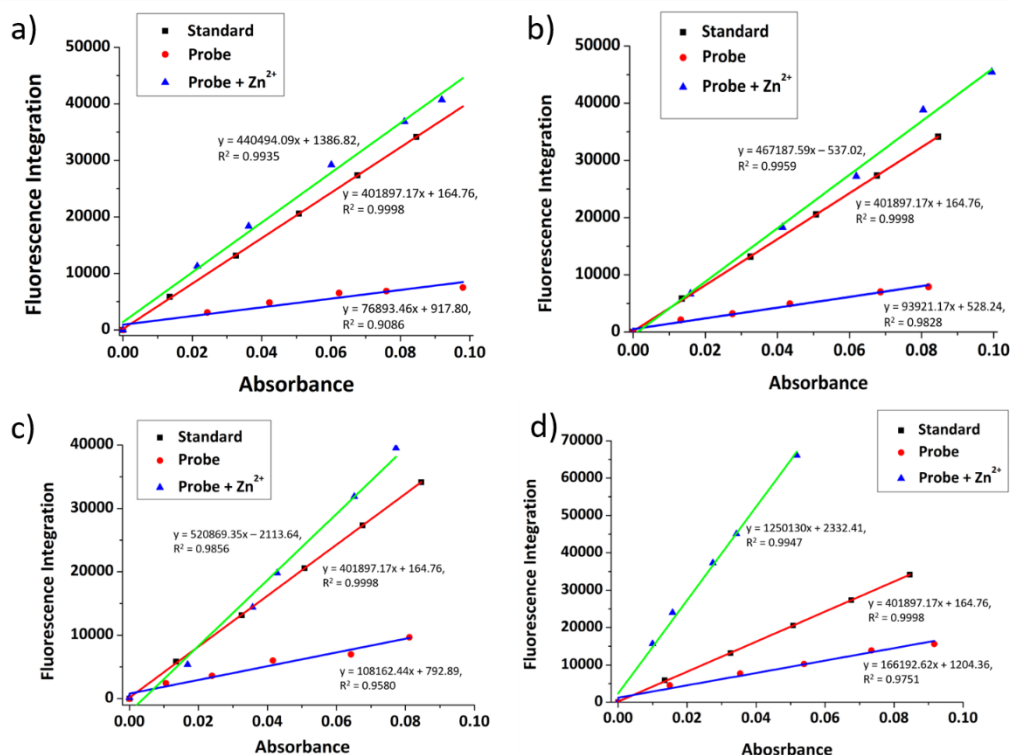 a)
Standard
Probe
Probe + Zn²⁺
50000
40000
30000
20000
10000
0
Fluorescence Integration
y = 440494.09x + 1386.82,
R² = 0.9935
y = 401897.17x + 164.76,
R² = 0.9998
y = 76893.46x + 917.80,
R² = 0.9086
0.00
0.02
0.04
0.06
0.08
0.10
Absorbance
b)
Standard
Probe
Probe + Zn²⁺
50000
40000
30000
20000
10000
0
Fluorescence Integration
y = 467187.59x − 537.02,
R² = 0.9959
y = 401897.17x + 164.76,
R² = 0.9998
y = 93921.17x + 528.24,
R² = 0.9828
0.00
0.02
0.04
0.06
0.08
0.10
Absorbance
c)
Standard
Probe
Probe + Zn²⁺
40000
30000
20000
10000
0
Fluorescence Integration
y = 520869.35x − 2113.64,
R² = 0.9856
y = 401897.17x + 164.76,
R² = 0.9998
y = 108162.44x + 792.89,
R² = 0.9580
0.00
0.02
0.04
0.06
0.08
0.10
Absorbance
d)
Standard
Probe
Probe + Zn²⁺
70000
60000
50000
40000
30000
20000
10000
0
Fluorescence Integration
y = 1250130x + 2332.41,
R² = 0.9947
y = 401897.17x + 164.76,
R² = 0.9998
y = 166192.62x + 1204.36,
R² = 0.9751
0.00
0.02
0.04
0.06
0.08
0.10
Absosrbance